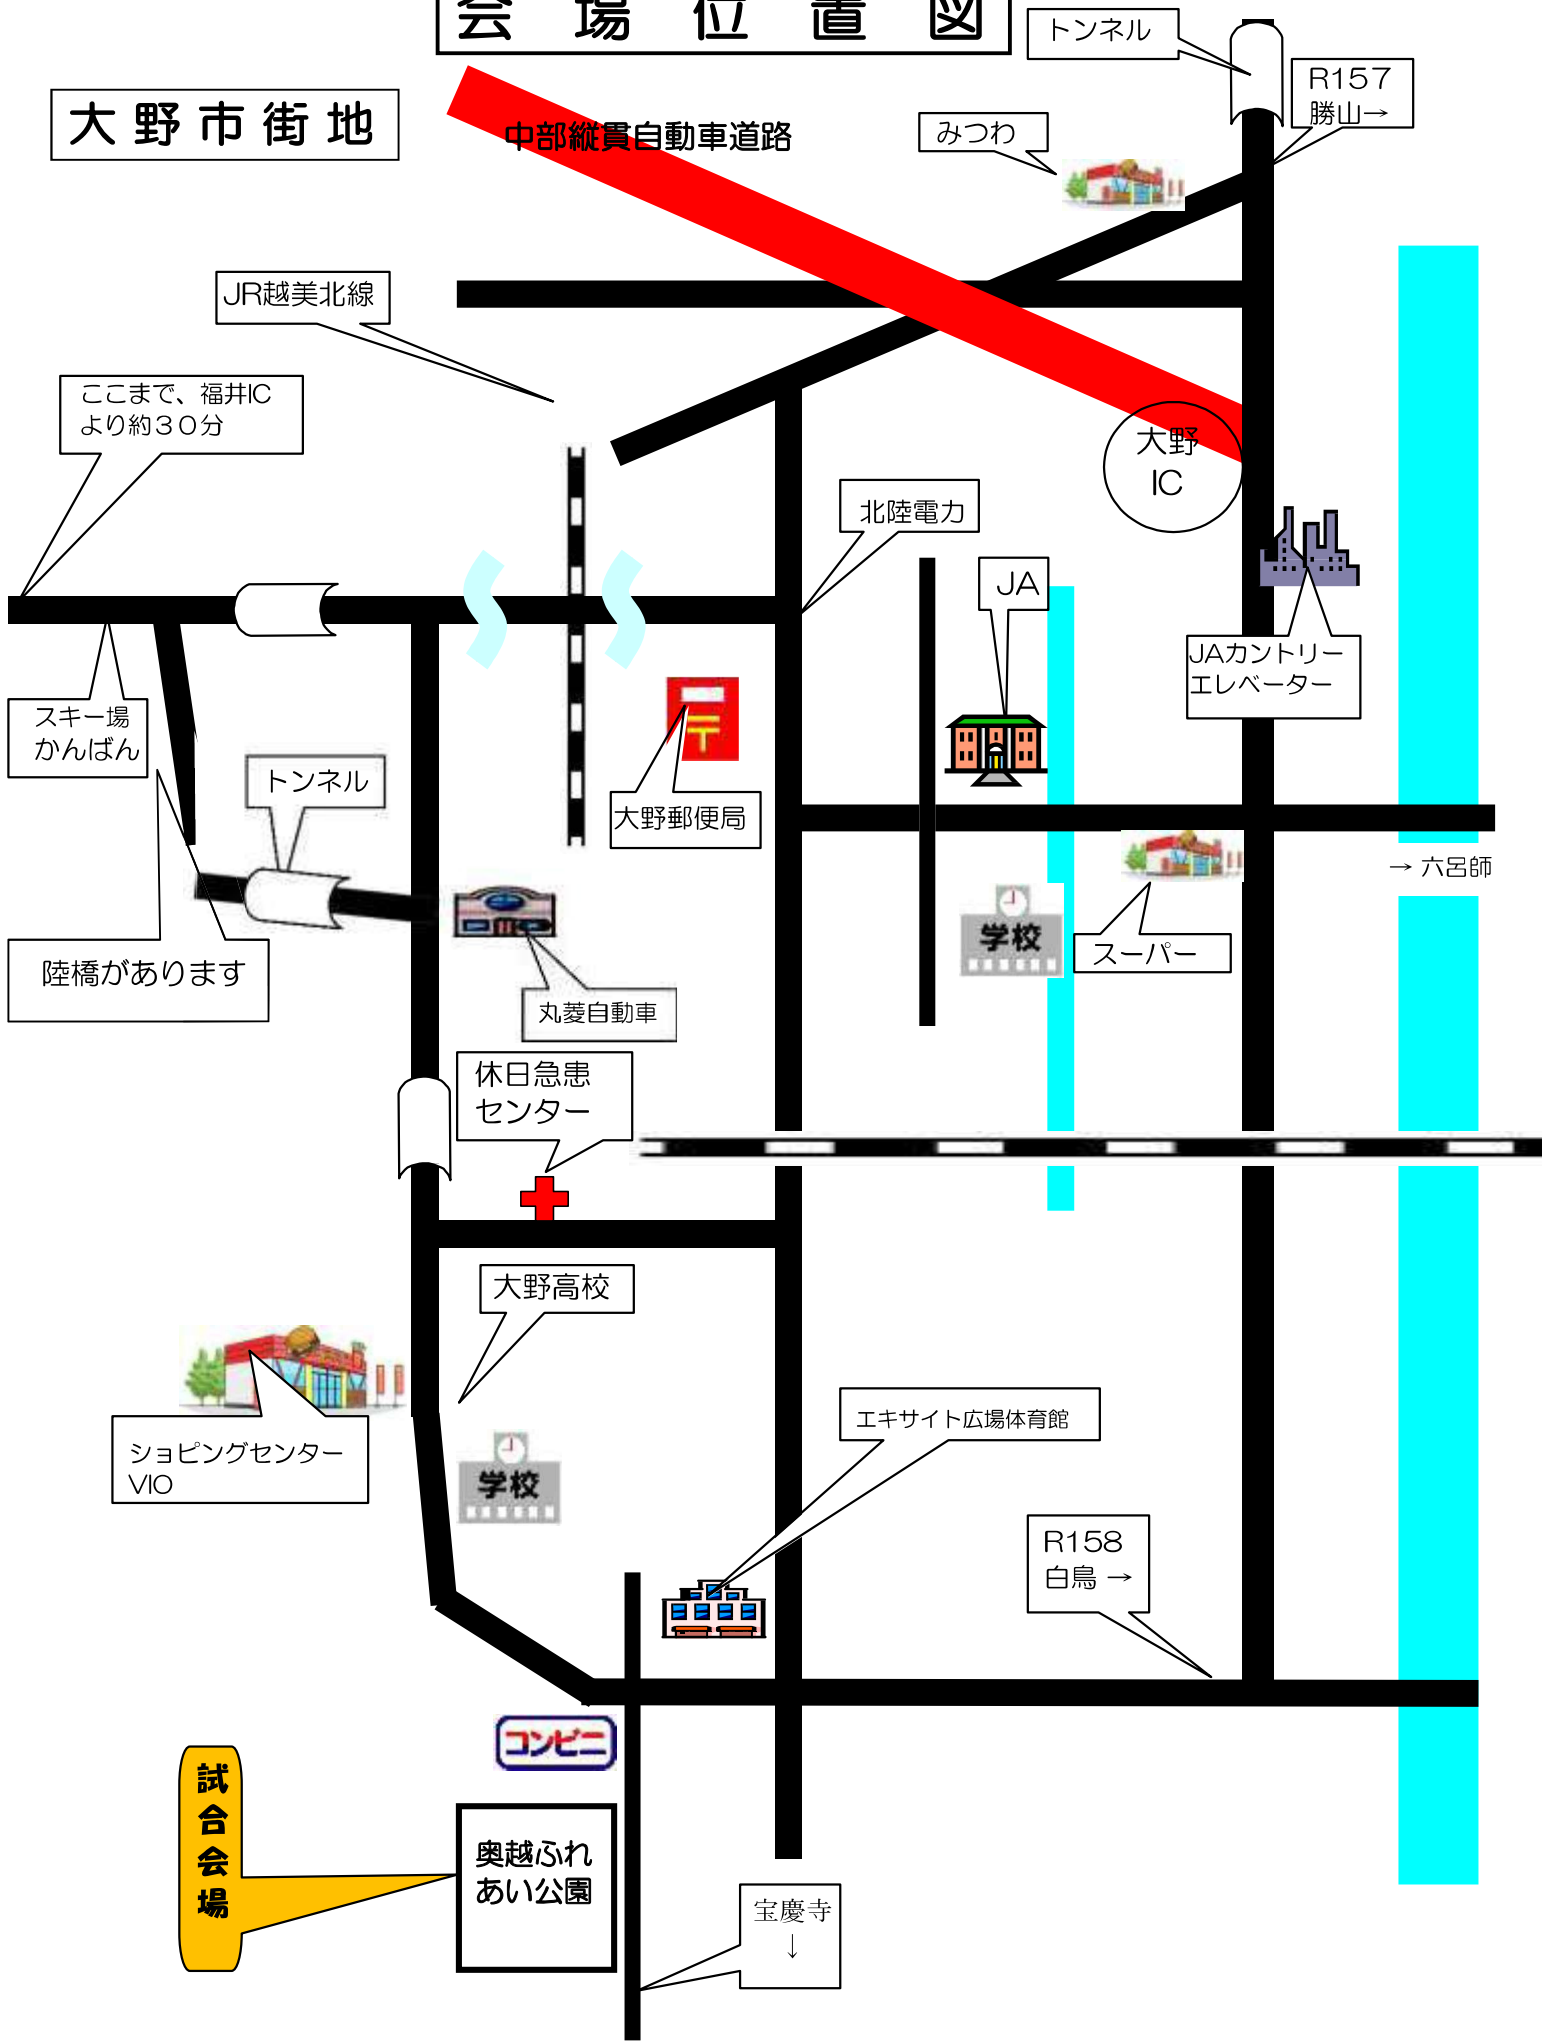 会場位置図
トンネル
大野市街地
R157
勝山→
中部縦貫自動車道路
みつわ
JR越美北線
ここまで、福井IC
より約３０分
大野
IC
北陸電力
JA
JAカントリー
エレベーター
スキー場
かんばん
トンネル
〒
大野郵便局
→ 六呂師
学校
スーパー
陸橋があります
丸菱自動車
休日急患
センター
大野高校
ショピングセンター
VIO
学校
エキサイト広場体育館
R158
白鳥 →
コンビニ
試合会場
奥越ふれ
あい公園
宝慶寺
↓